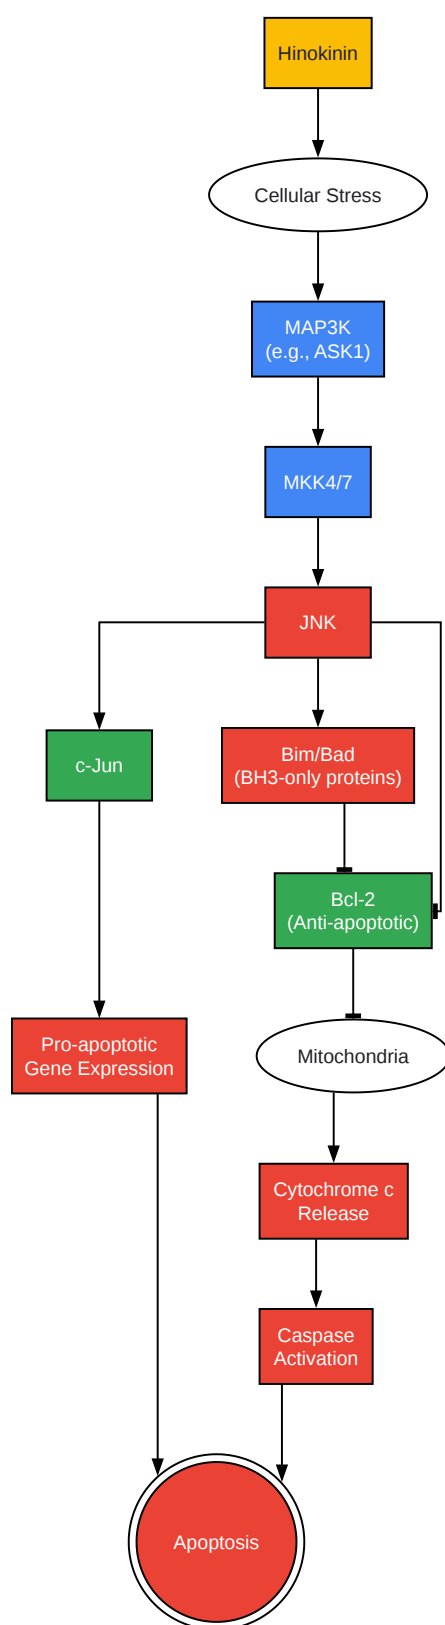 Hinokinin
Cellular Stress
MAP3K
(e.g., ASK1)
MKK4/7
JNK
c-Jun
Bim/Bad
(BH3-only proteins)
Bcl-2
(Anti-apoptotic)
Pro-apoptotic
Gene Expression
Mitochondria
Cytochrome c
Release
Caspase
Activation
Apoptosis